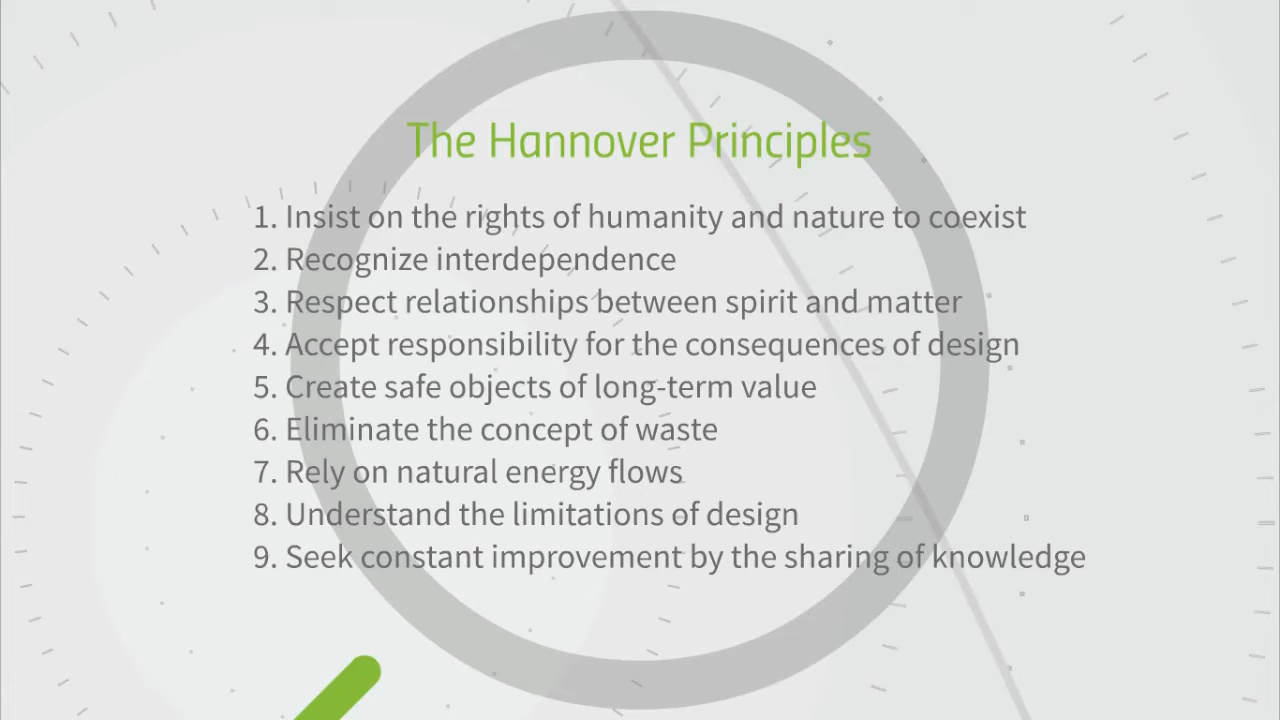 The Hannover Principles
1. Insist on the rights of humanity and nature to coexist
2. Recognize interdependence
3. Respect relationships between spirit and matter
4. Accept responsibility for the consequences of design
5. Create safe objects of long-term value
6. Eliminate the concept of waste
7. Rely on natural energy flows
8. Understand the limitations of design
9. Seek constant improvement by the sharing of knowledge